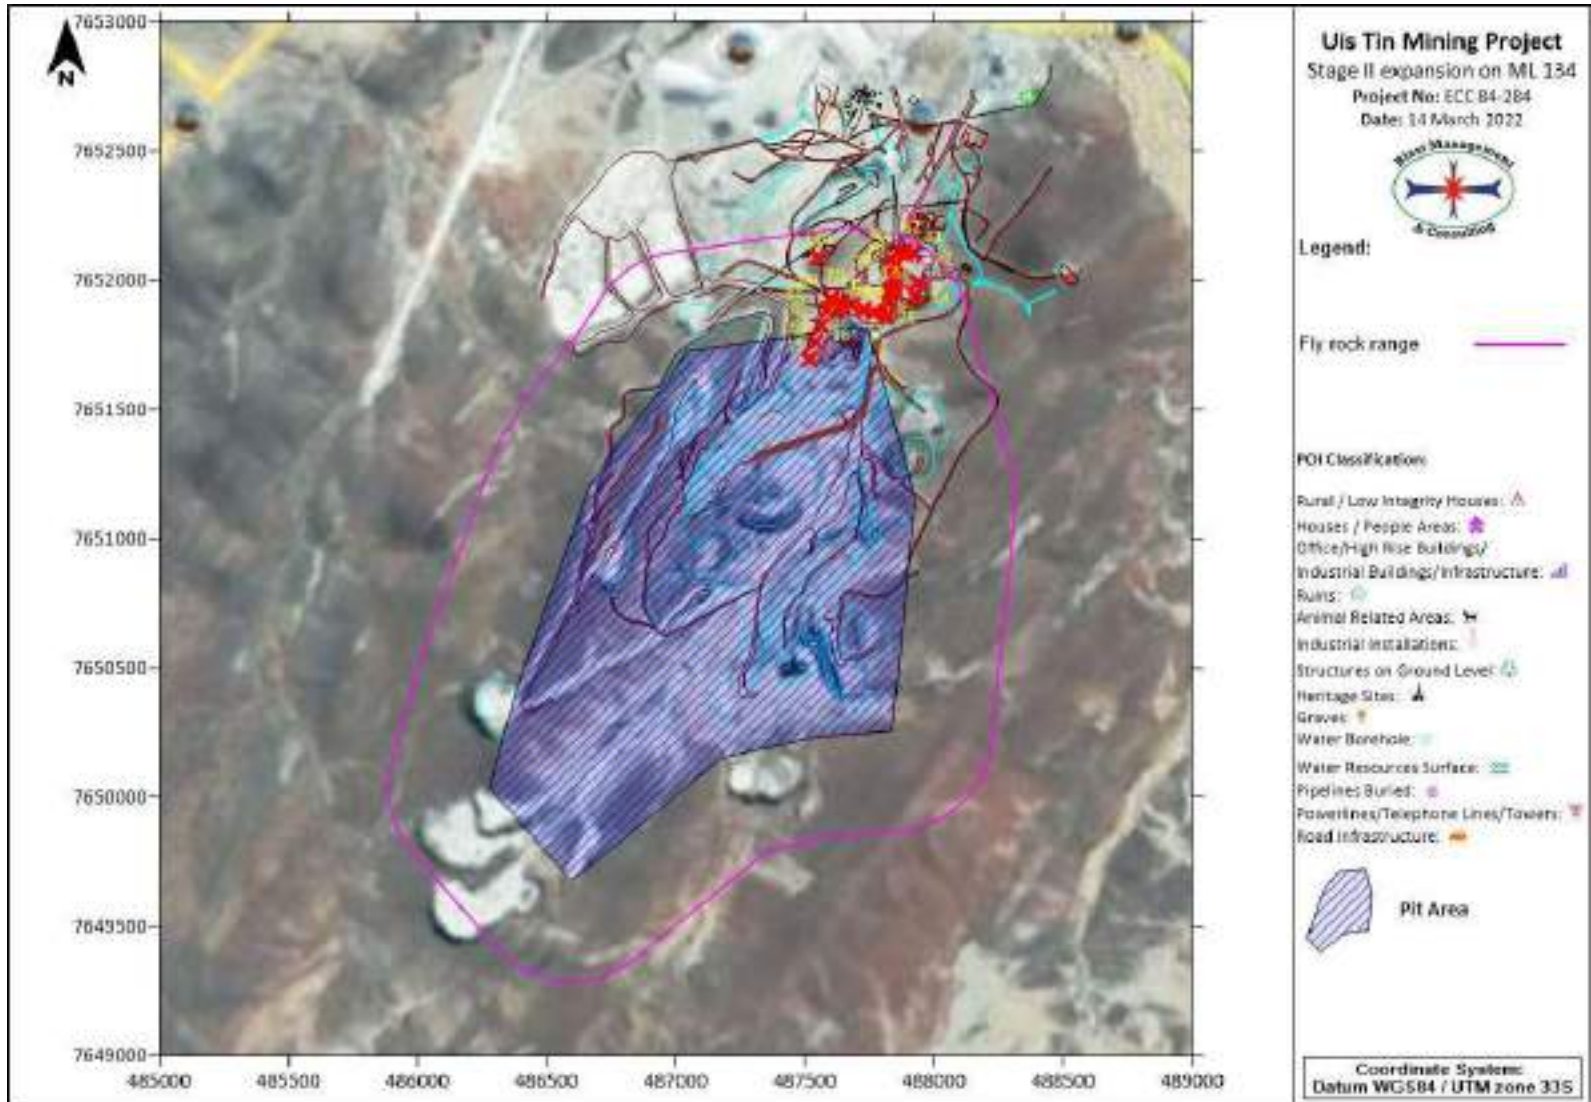 Uis Tin Mining Project
Stage II expansion on ML 134
Project No: ECC 84-284
Date: 14 March 2022
Blast Management
& Consulting
Legend:
Fly rock range
POI Classification:
Rural / Low Integrity Houses:
Houses / People Areas:
Office/High Rise Buildings/
Industrial Buildings/Infrastructure:
Ruins:
Animal Related Areas:
Industrial Installations:
Structures on Ground Level:
Heritage Sites:
Graves:
Water Borehole:
Water Resources Surface:
Pipelines Buried:
Powerlines/Telephone Lines/Towers:
Road Infrastructure:
Pit Area
Coordinate System:
Datum WGS84 / UTM zone 33S
N
7653000
7652500
7652000
7651500
7651000
7650500
7650000
7649500
7649000
485000 485500 486000 486500 487000 487500 488000 488500 489000